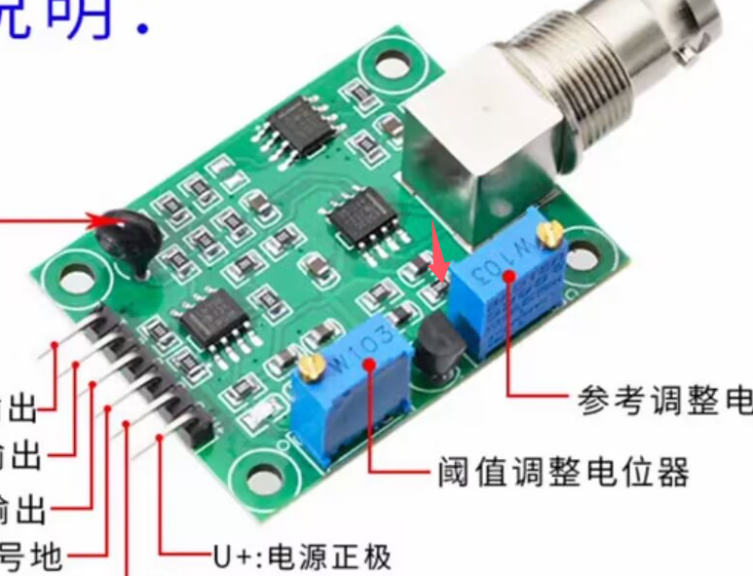 说明：
W103
W103
参考调整电
阈值调整电位器
出
输出
输出
号地
U+:电源正极